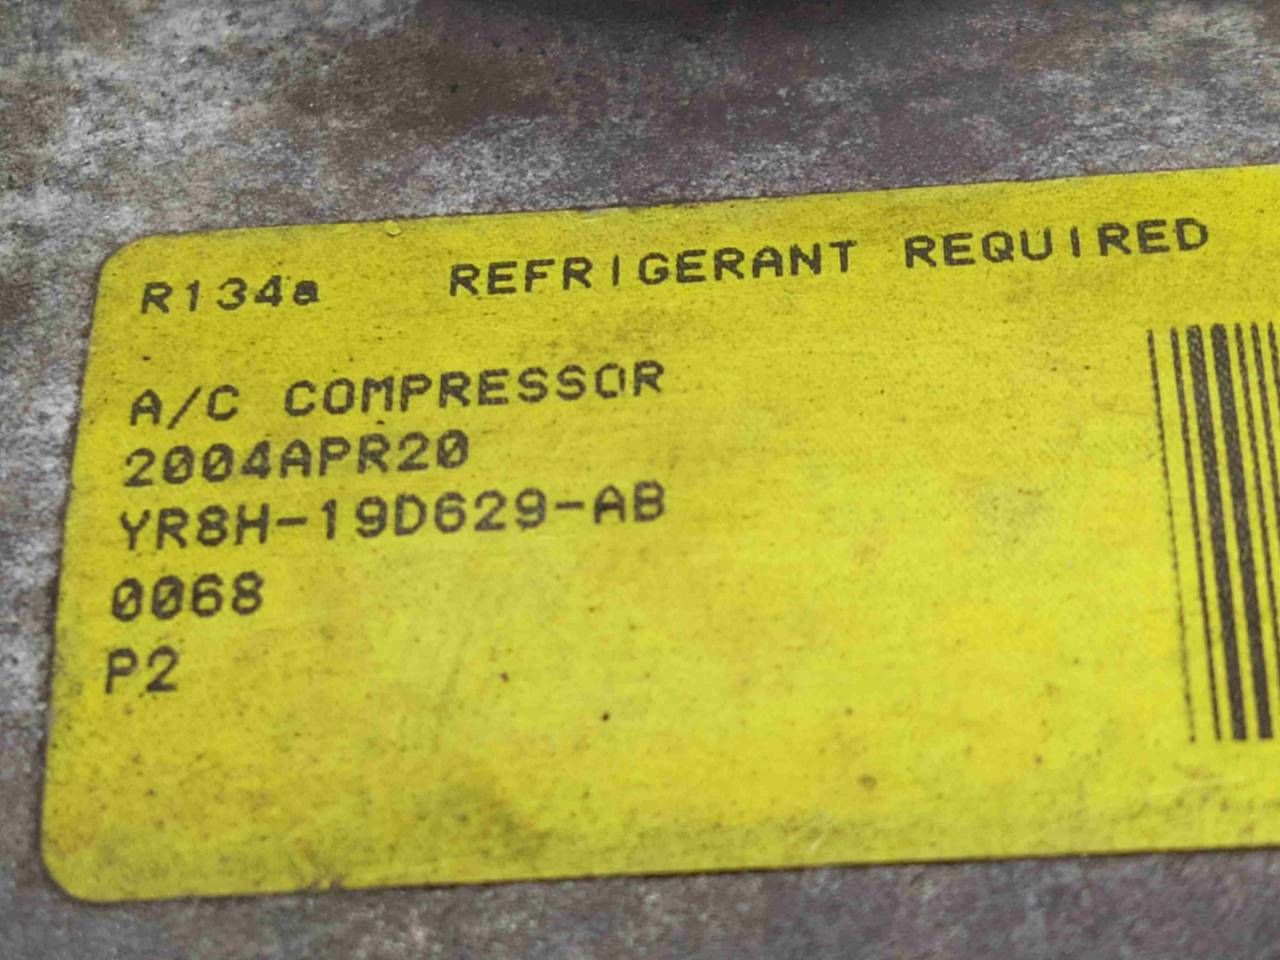 R134a REFRIGERANT REQUIRED
A/C COMPRESSOR
2004APR20
YR8H-19D629-AB
0068
P2